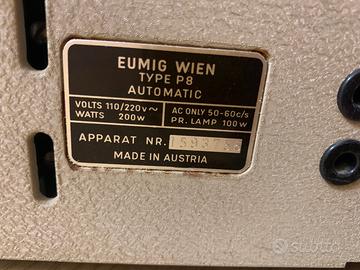 EUMIG WIEN
TYPE P8
AUTOMATIC
VOLTS 110/220v~
WATTS 200w
AC ONLY 50-60c/s
PR. LAMP 100w
APPARAT NR.
MADE IN AUSTRIA
subito